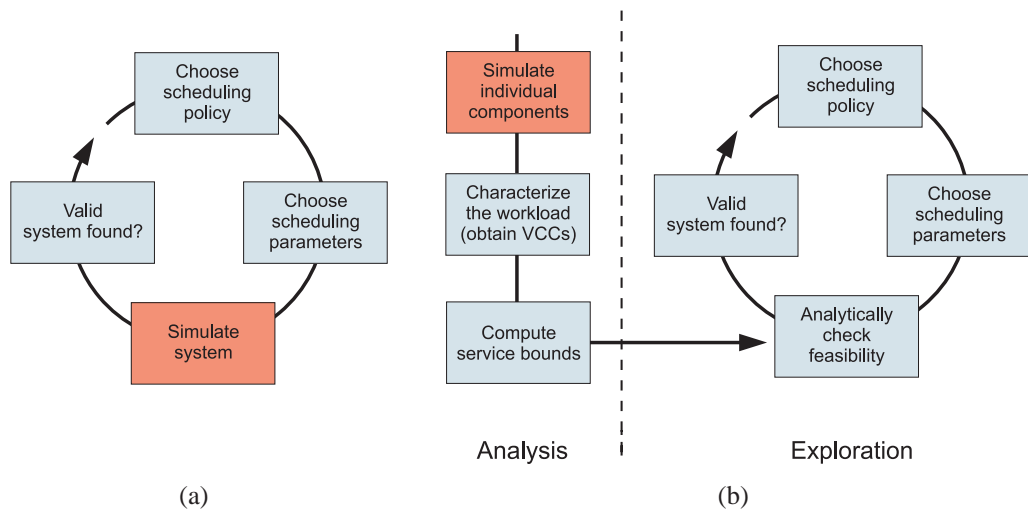 Choose
scheduling
policy
Valid
system found?
Choose
scheduling
parameters
Simulate
system
(a)
Simulate
individual
components
Characterize
the workload
(obtain VCCs)
Compute
service bounds
Analysis
Choose
scheduling
policy
Valid
system found?
Choose
scheduling
parameters
Analytically
check
feasibility
Exploration
(b)